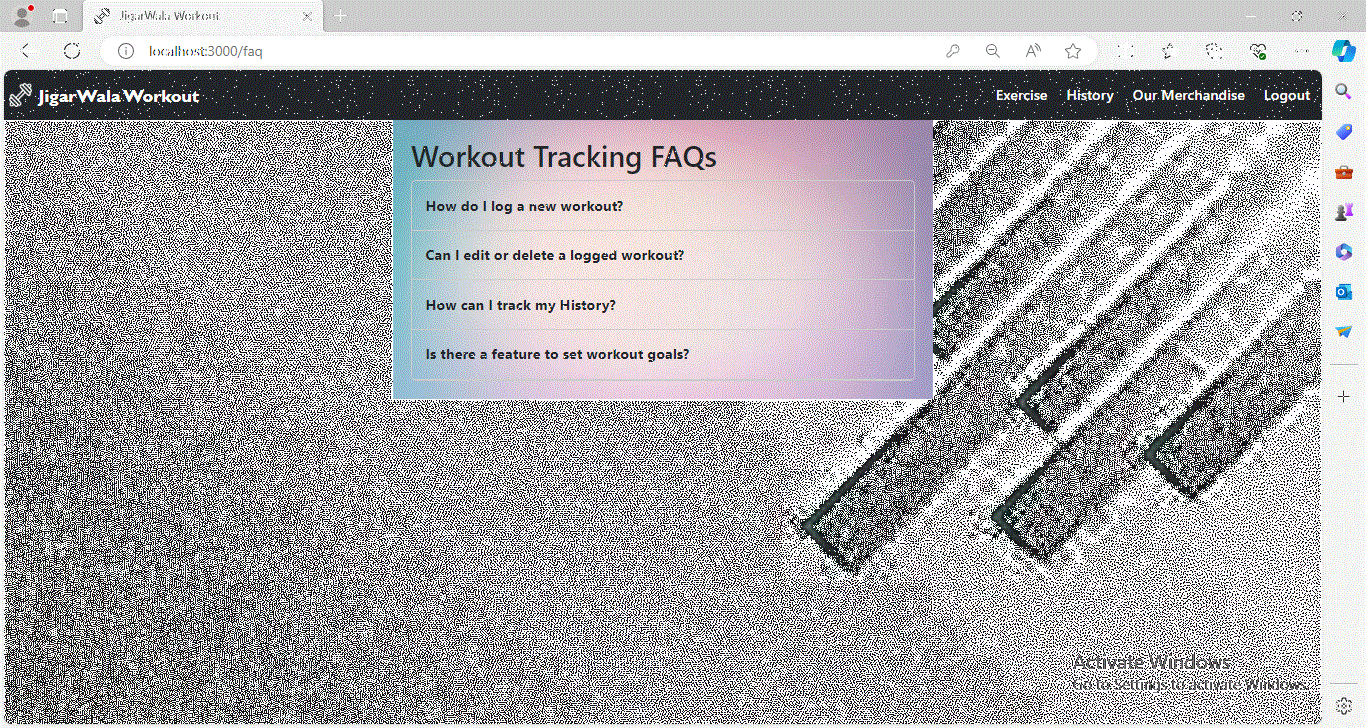 JigarWala Workout
localhost:3000/faq
JigarWala Workout
Exercise History Our Merchandise Logout
Workout Tracking FAQs
How do I log a new workout?
Can I edit or delete a logged workout?
How can I track my History?
Is there a feature to set workout goals?
Activate Windows
Go to Settings to activate Windows.